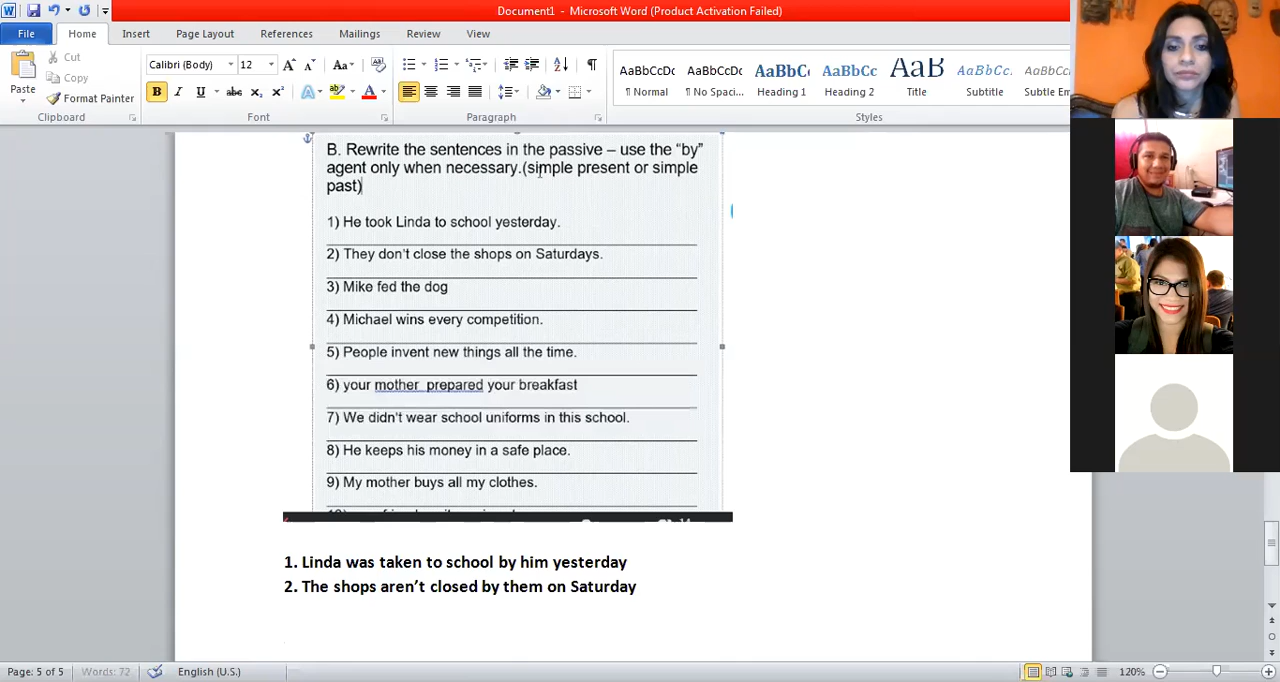 Document1 - Microsoft Word (Product Activation Failed)
File Home Insert Page Layout References Mailings Review View
Cut
Copy
Format Painter
Paste
Calibri (Body) 12
AaBbCcDc AaBbCcDc AaBbCc AaBbCc AaB AaBbCc. AaBbCcD
¶ Normal ¶ No Spaci... Heading 1 Heading 2 Title Subtitle Subtle Em
Clipboard Font Paragraph Styles
B. Rewrite the sentences in the passive – use the “by”
agent only when necessary.(simple present or simple
past)
1) He took Linda to school yesterday.
2) They don't close the shops on Saturdays.
3) Mike fed the dog
4) Michael wins every competition.
5) People invent new things all the time.
6) your mother prepared your breakfast
7) We didn't wear school uniforms in this school.
8) He keeps his money in a safe place.
9) My mother buys all my clothes.
1. Linda was taken to school by him yesterday
2. The shops aren’t closed by them on Saturday
Page: 5 of 5 Words: 72 English (U.S.) 120%